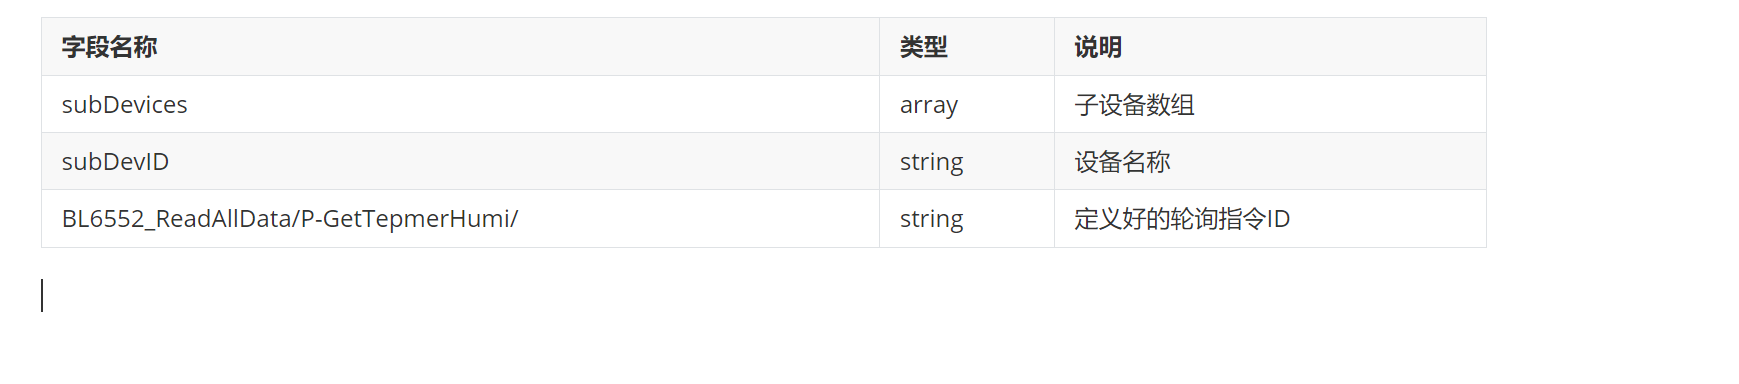 字段名称 类型 说明
subDevices array 子设备数组
subDevID string 设备名称
BL6552_ReadAllData/P-GetTepmerHumi/ string 定义好的轮询指令ID